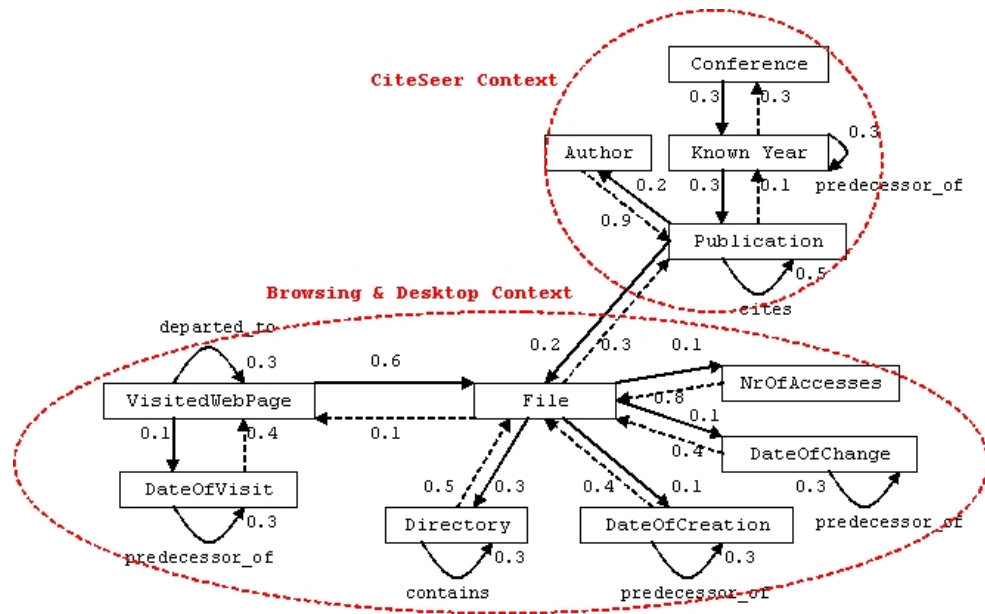 Conference
CiteSeer Context
0.3
0.3
0.3
Author
Known Year
0.2
0.3
0.1
predecessor_of
0.9
Publication
0.5
Browsing & Desktop Context
cites
departed_to
0.3
0.6
0.2
0.3
0.1
VisitedWebPage
File
NrOfAccesses
0.8
0.1
0.1
0.4
0.1
0.4
DateOfChange
DateOfVisit
0.5
0.3
0.4
0.1
0.3
0.3
Directory
DateOfCreation
predecessor_of
predecessor_of
0.3
0.3
contains
predecessor_of